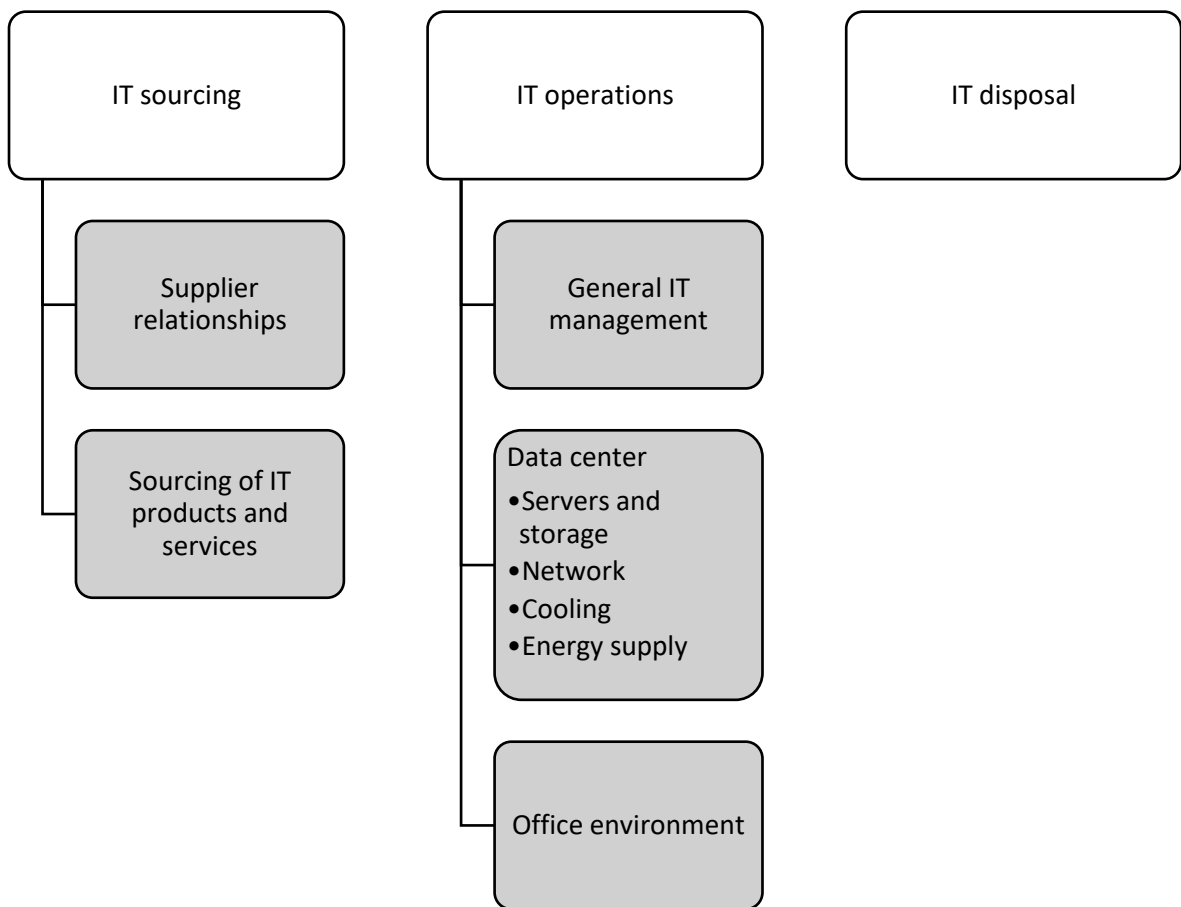 IT sourcing
Supplier
relationships
Sourcing of IT
products and
services
IT operations
General IT
management
Data center
•Servers and
storage
•Network
•Cooling
•Energy supply
Office environment
IT disposal